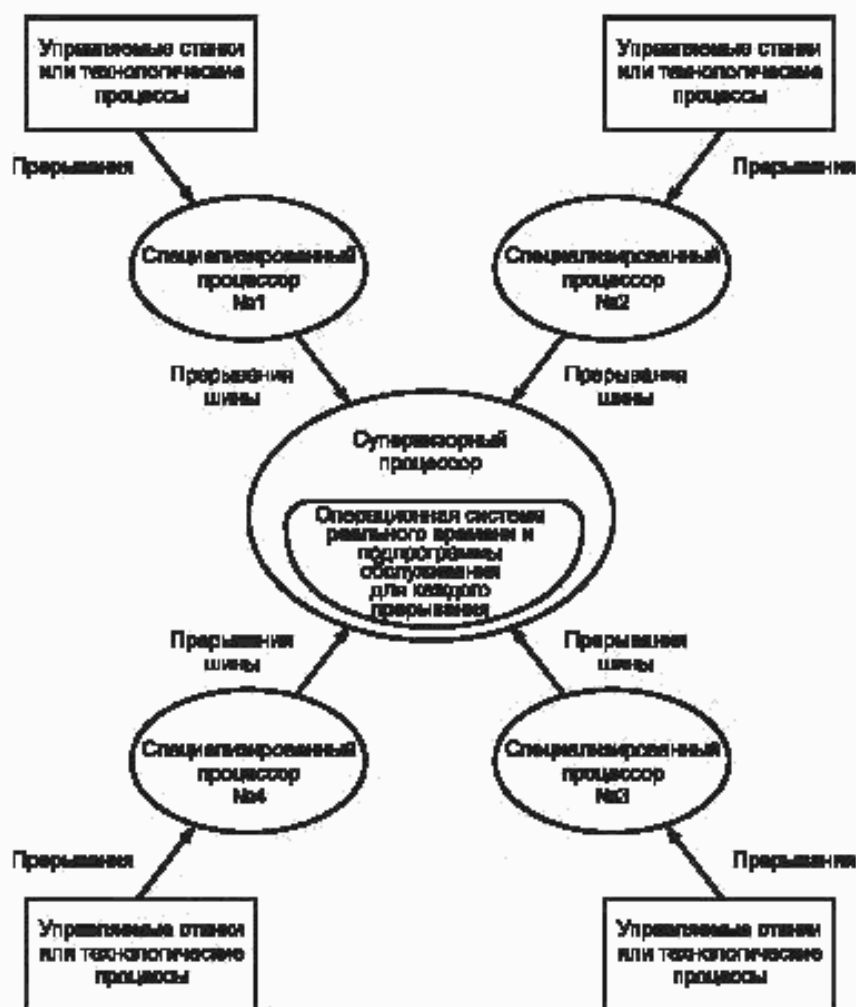 Управляемые станки
или технологические
процессы
Управляемые станки
или технологические
процессы
Прерывания
Прерывания
Специализированный
процессор
№1
Специализированный
процессор
№2
Прерывания
шины
Прерывания
шины
Супервизорный
процессор
Операционная система
реального времени и
подпрограммы
обслуживания
для каждого
прерывания
Прерывания
шины
Прерывания
шины
Специализированный
процессор
№4
Специализированный
процессор
№3
Прерывания
Прерывания
Управляемые станки
или технологические
процессы
Управляемые станки
или технологические
процессы